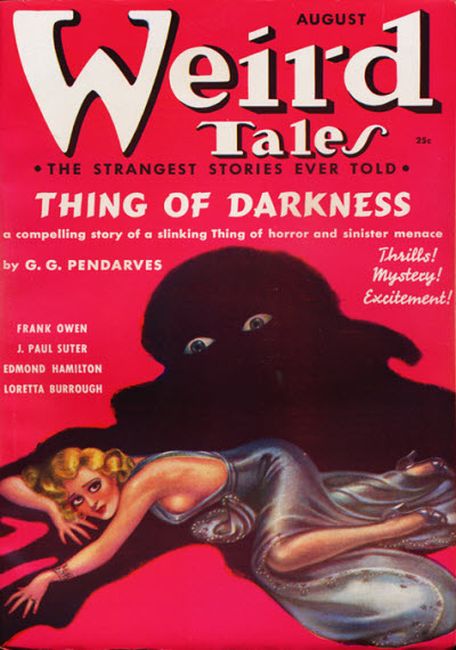 AUGUST
Weird
Tales
25c
• THE STRANGEST STORIES EVER TOLD •
THING OF DARKNESS
a compelling story of a slinking Thing of horror and sinister menace
by G. G. PENDARVES
Thrills!
Mystery!
Excitement!
FRANK OWEN
J. PAUL SUTER
EDMOND HAMILTON
LORETTA BURROUGH